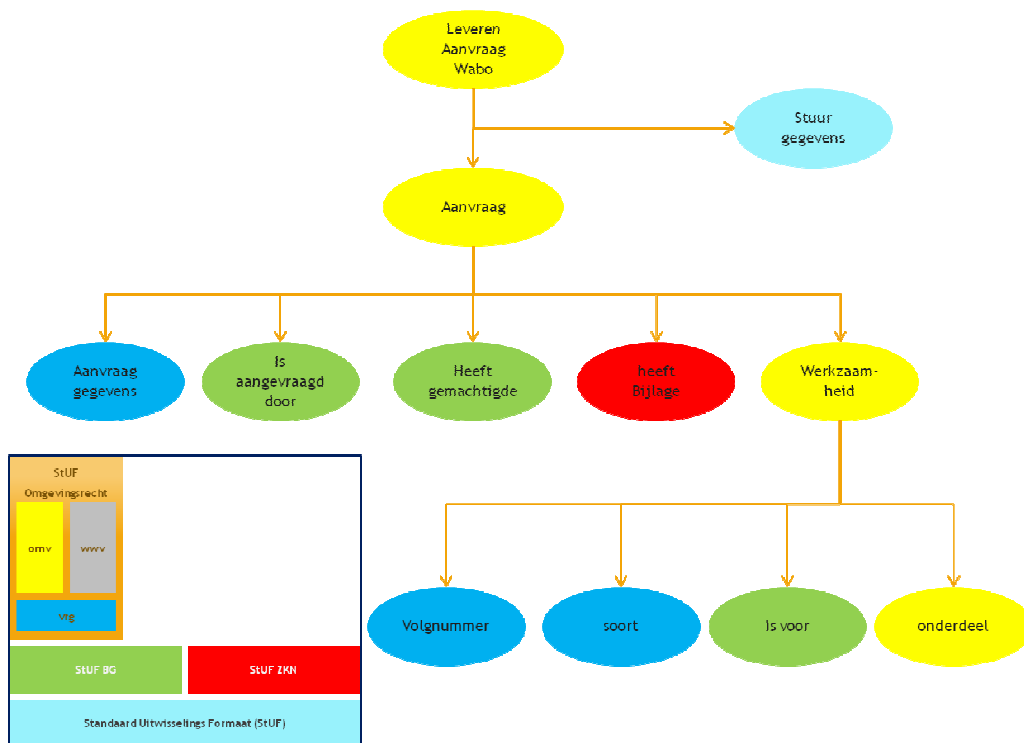 Leveren
Aanvraag
Wabo
Stuur
gegevens
Aanvraag
Aanvraag
gegevens
Is
aangevraagd
door
Heeft
gemachtigde
heeft
Bijlage
Werkzaam-
heid
StUF
Omgevingsrecht
omv
wwv
vrg
Volgnummer
soort
Is voor
onderdeel
StUF BG
StUF ZKN
Standaard Uitwisselings Formaat (StUF)